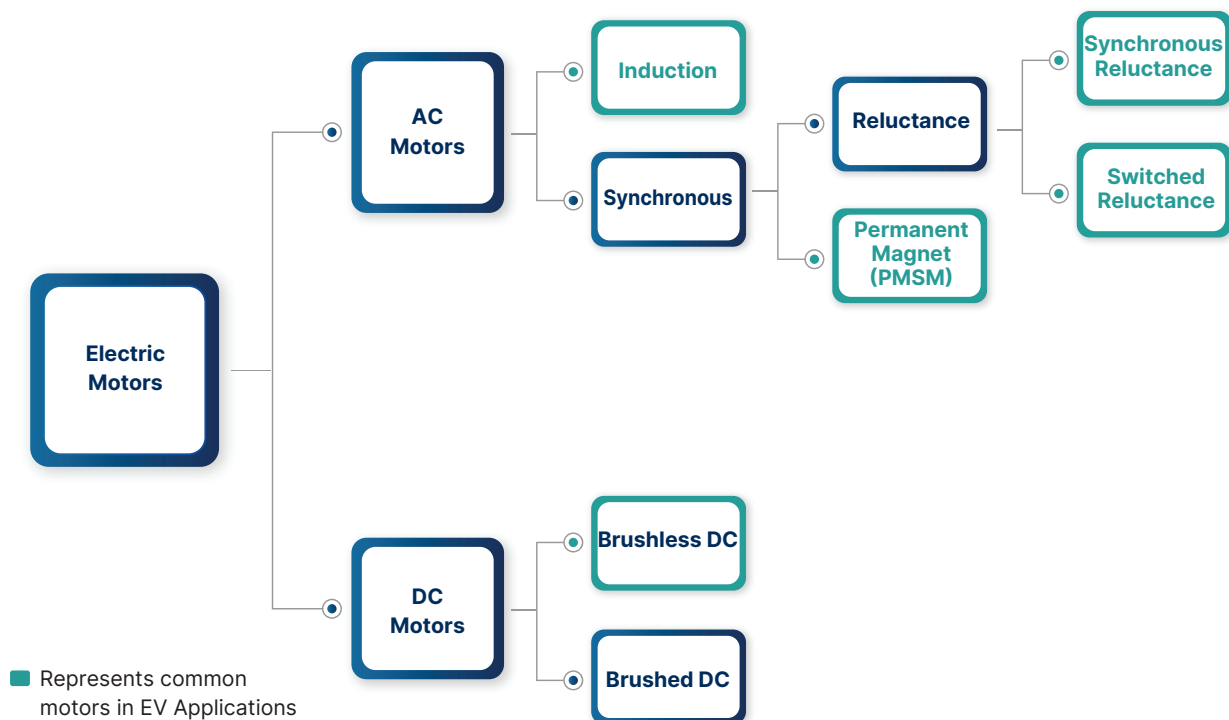 Electric
Motors
AC
Motors
Induction
Synchronous
Reluctance
Permanent
Magnet
(PMSM)
Synchronous
Reluctance
Switched
Reluctance
DC
Motors
Brushless DC
Brushed DC
Represents common
motors in EV Applications